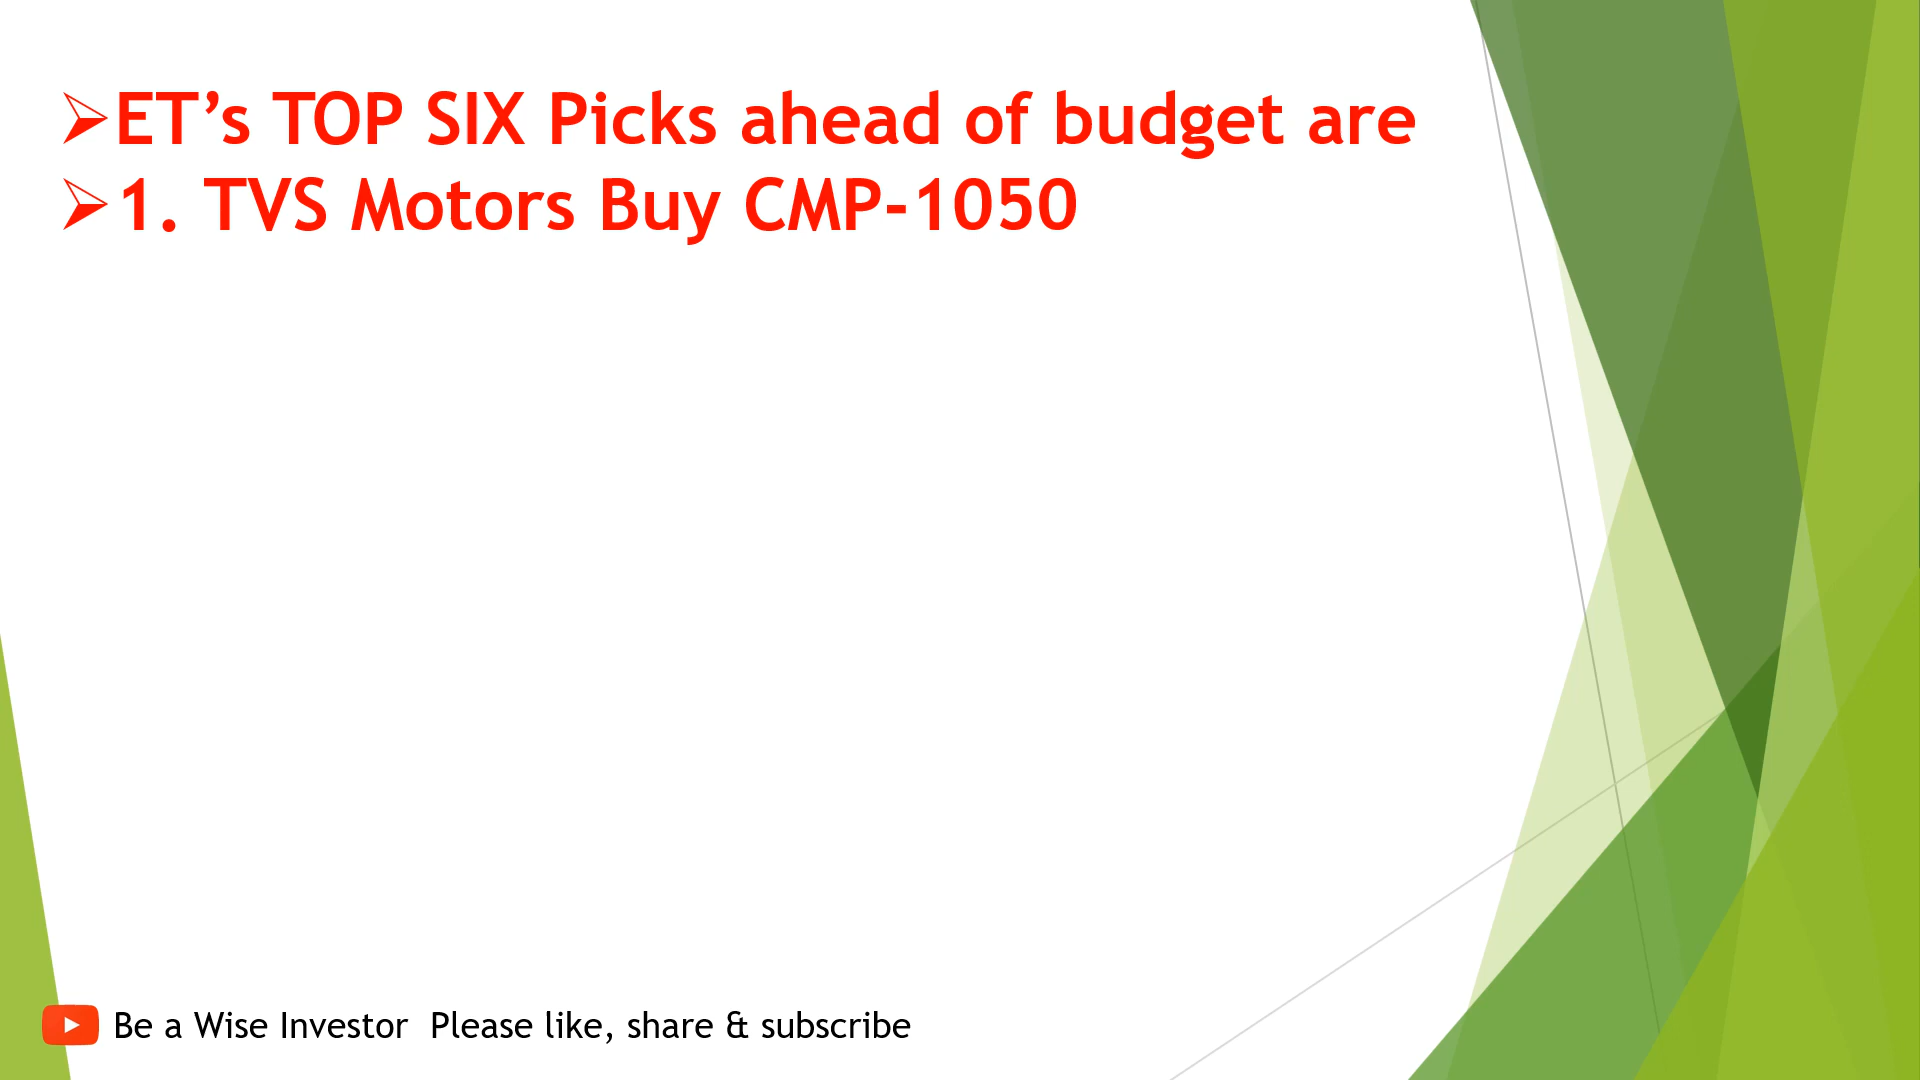 ➢ET’s TOP SIX Picks ahead of budget are
➢1. TVS Motors Buy CMP-1050
Be a Wise Investor  Please like, share & subscribe